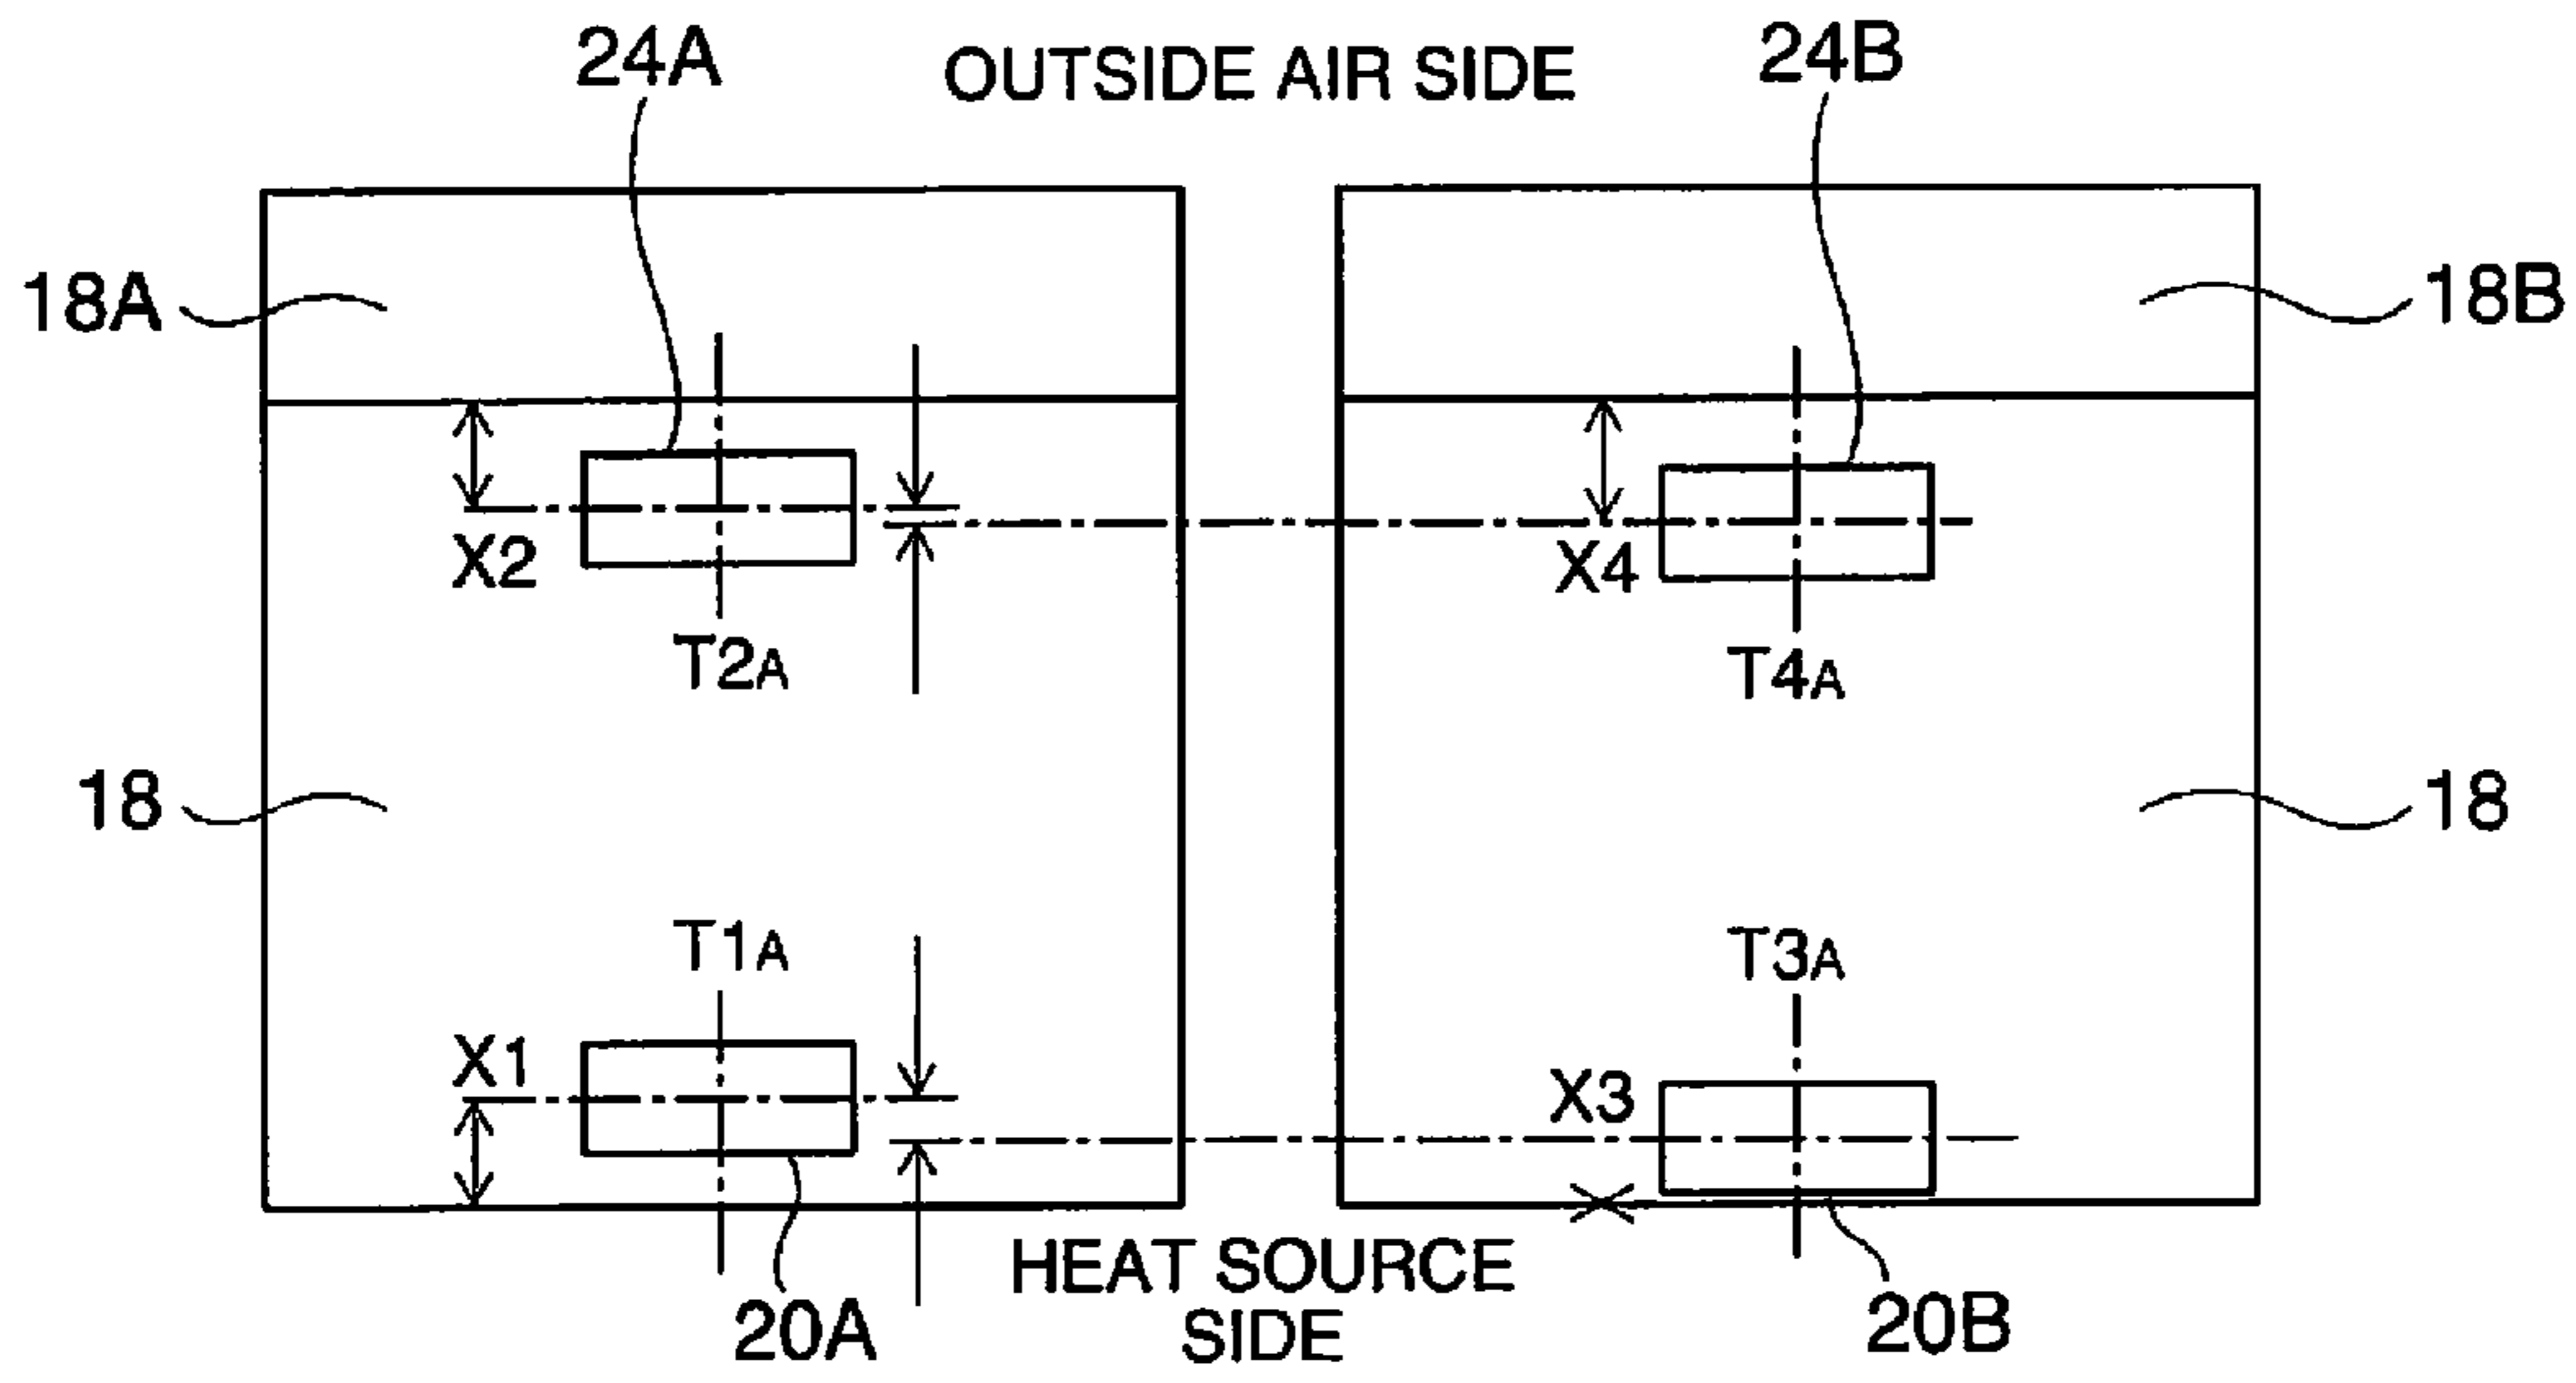 24A
OUTSIDE AIR SIDE
24B
18A
18B
X2
X4
T2A
T4A
18
18
T1A
T3A
X1
X3
HEAT SOURCE
SIDE
20A
20B